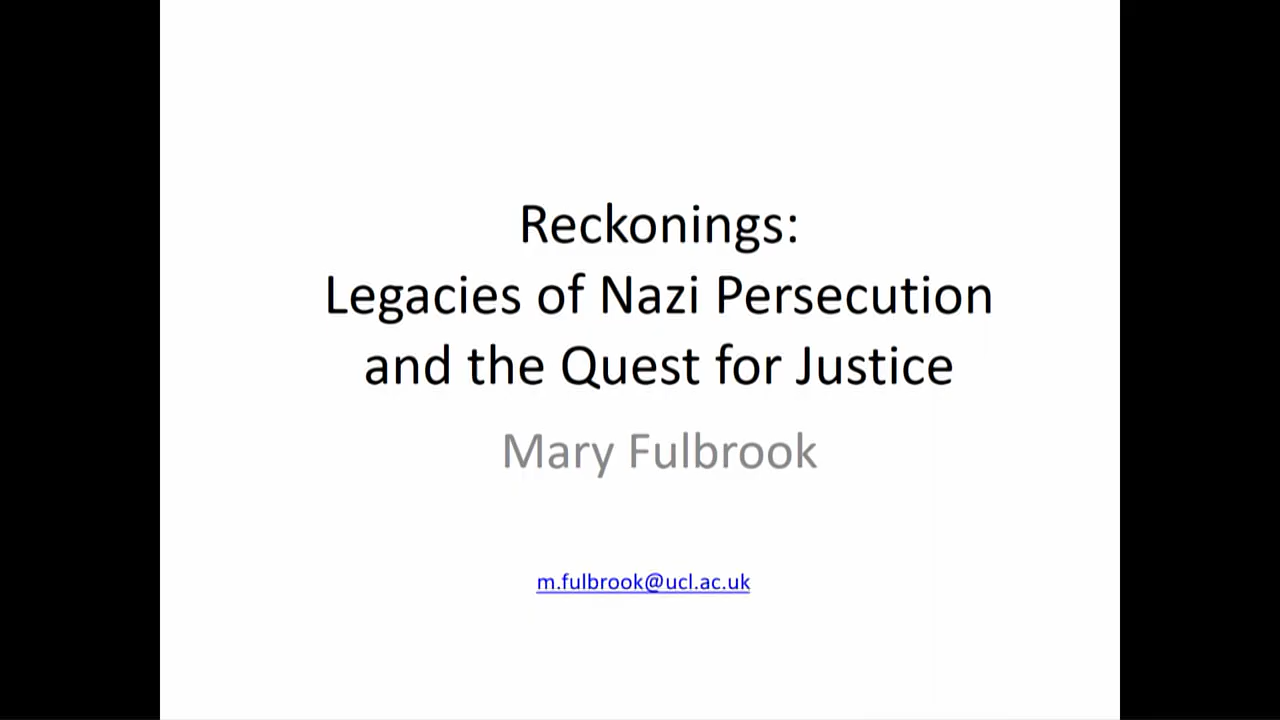 Reckonings:
Legacies of Nazi Persecution
and the Quest for Justice
Mary Fulbrook
m.fulbrook@ucl.ac.uk